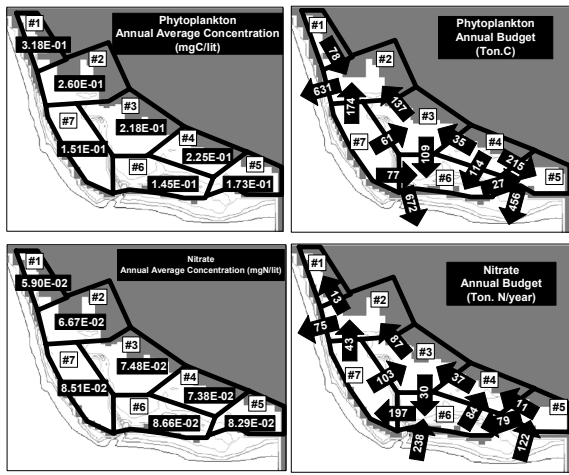 Phytoplankton
Annual Average Concentration
(mgC/lit)
#1
3.18E-01
#2
2.60E-01
#3
2.18E-01
#7
1.51E-01
#4
2.25E-01
#6
1.45E-01
#5
1.73E-01
Phytoplankton
Annual Budget
(Ton.C)
#1
78
#2
631
174
137
#3
#7
61
109
35
#4
215
114
77
#6
27
#5
672
456
Nitrate
Annual Average Concentration (mgN/lit)
#1
5.90E-02
#2
6.67E-02
#3
7.48E-02
#7
8.51E-02
#4
7.38E-02
#6
8.66E-02
#5
8.29E-02
Nitrate
Annual Budget
(Ton. N/year)
#1
13
#2
75
43
87
#3
#7
103
30
37
#4
11
197
#6
84
79
#5
238
122